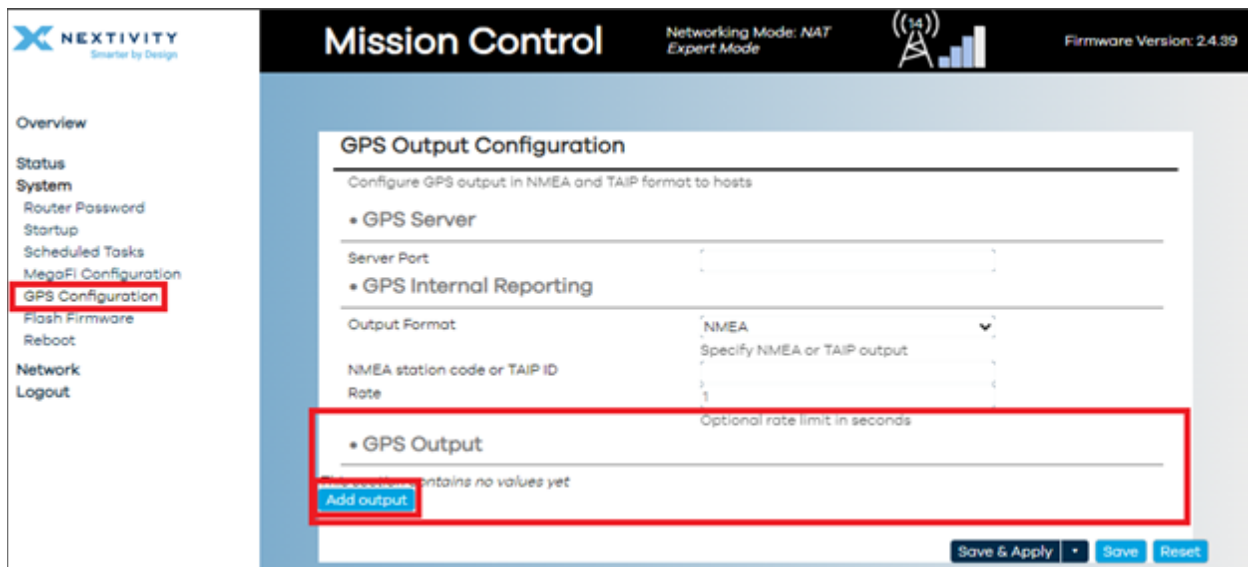 NEXTIVITY
Smarter by Design
Mission Control
Networking Mode: NAT
Expert Mode
((14))
Firmware Version: 2.4.39
Overview
Status
System
Router Password
Startup
Scheduled Tasks
MegaFi Configuration
GPS Configuration
Flash Firmware
Reboot
Network
Logout
GPS Output Configuration
Configure GPS output in NMEA and TAIP format to hosts
• GPS Server
Server Port
• GPS Internal Reporting
Output Format
NMEA
Specify NMEA or TAIP output
NMEA station code or TAIP ID
Rate
1
Optional rate limit in seconds
• GPS Output
This section contains no values yet
Add output
Save & Apply
Save
Reset